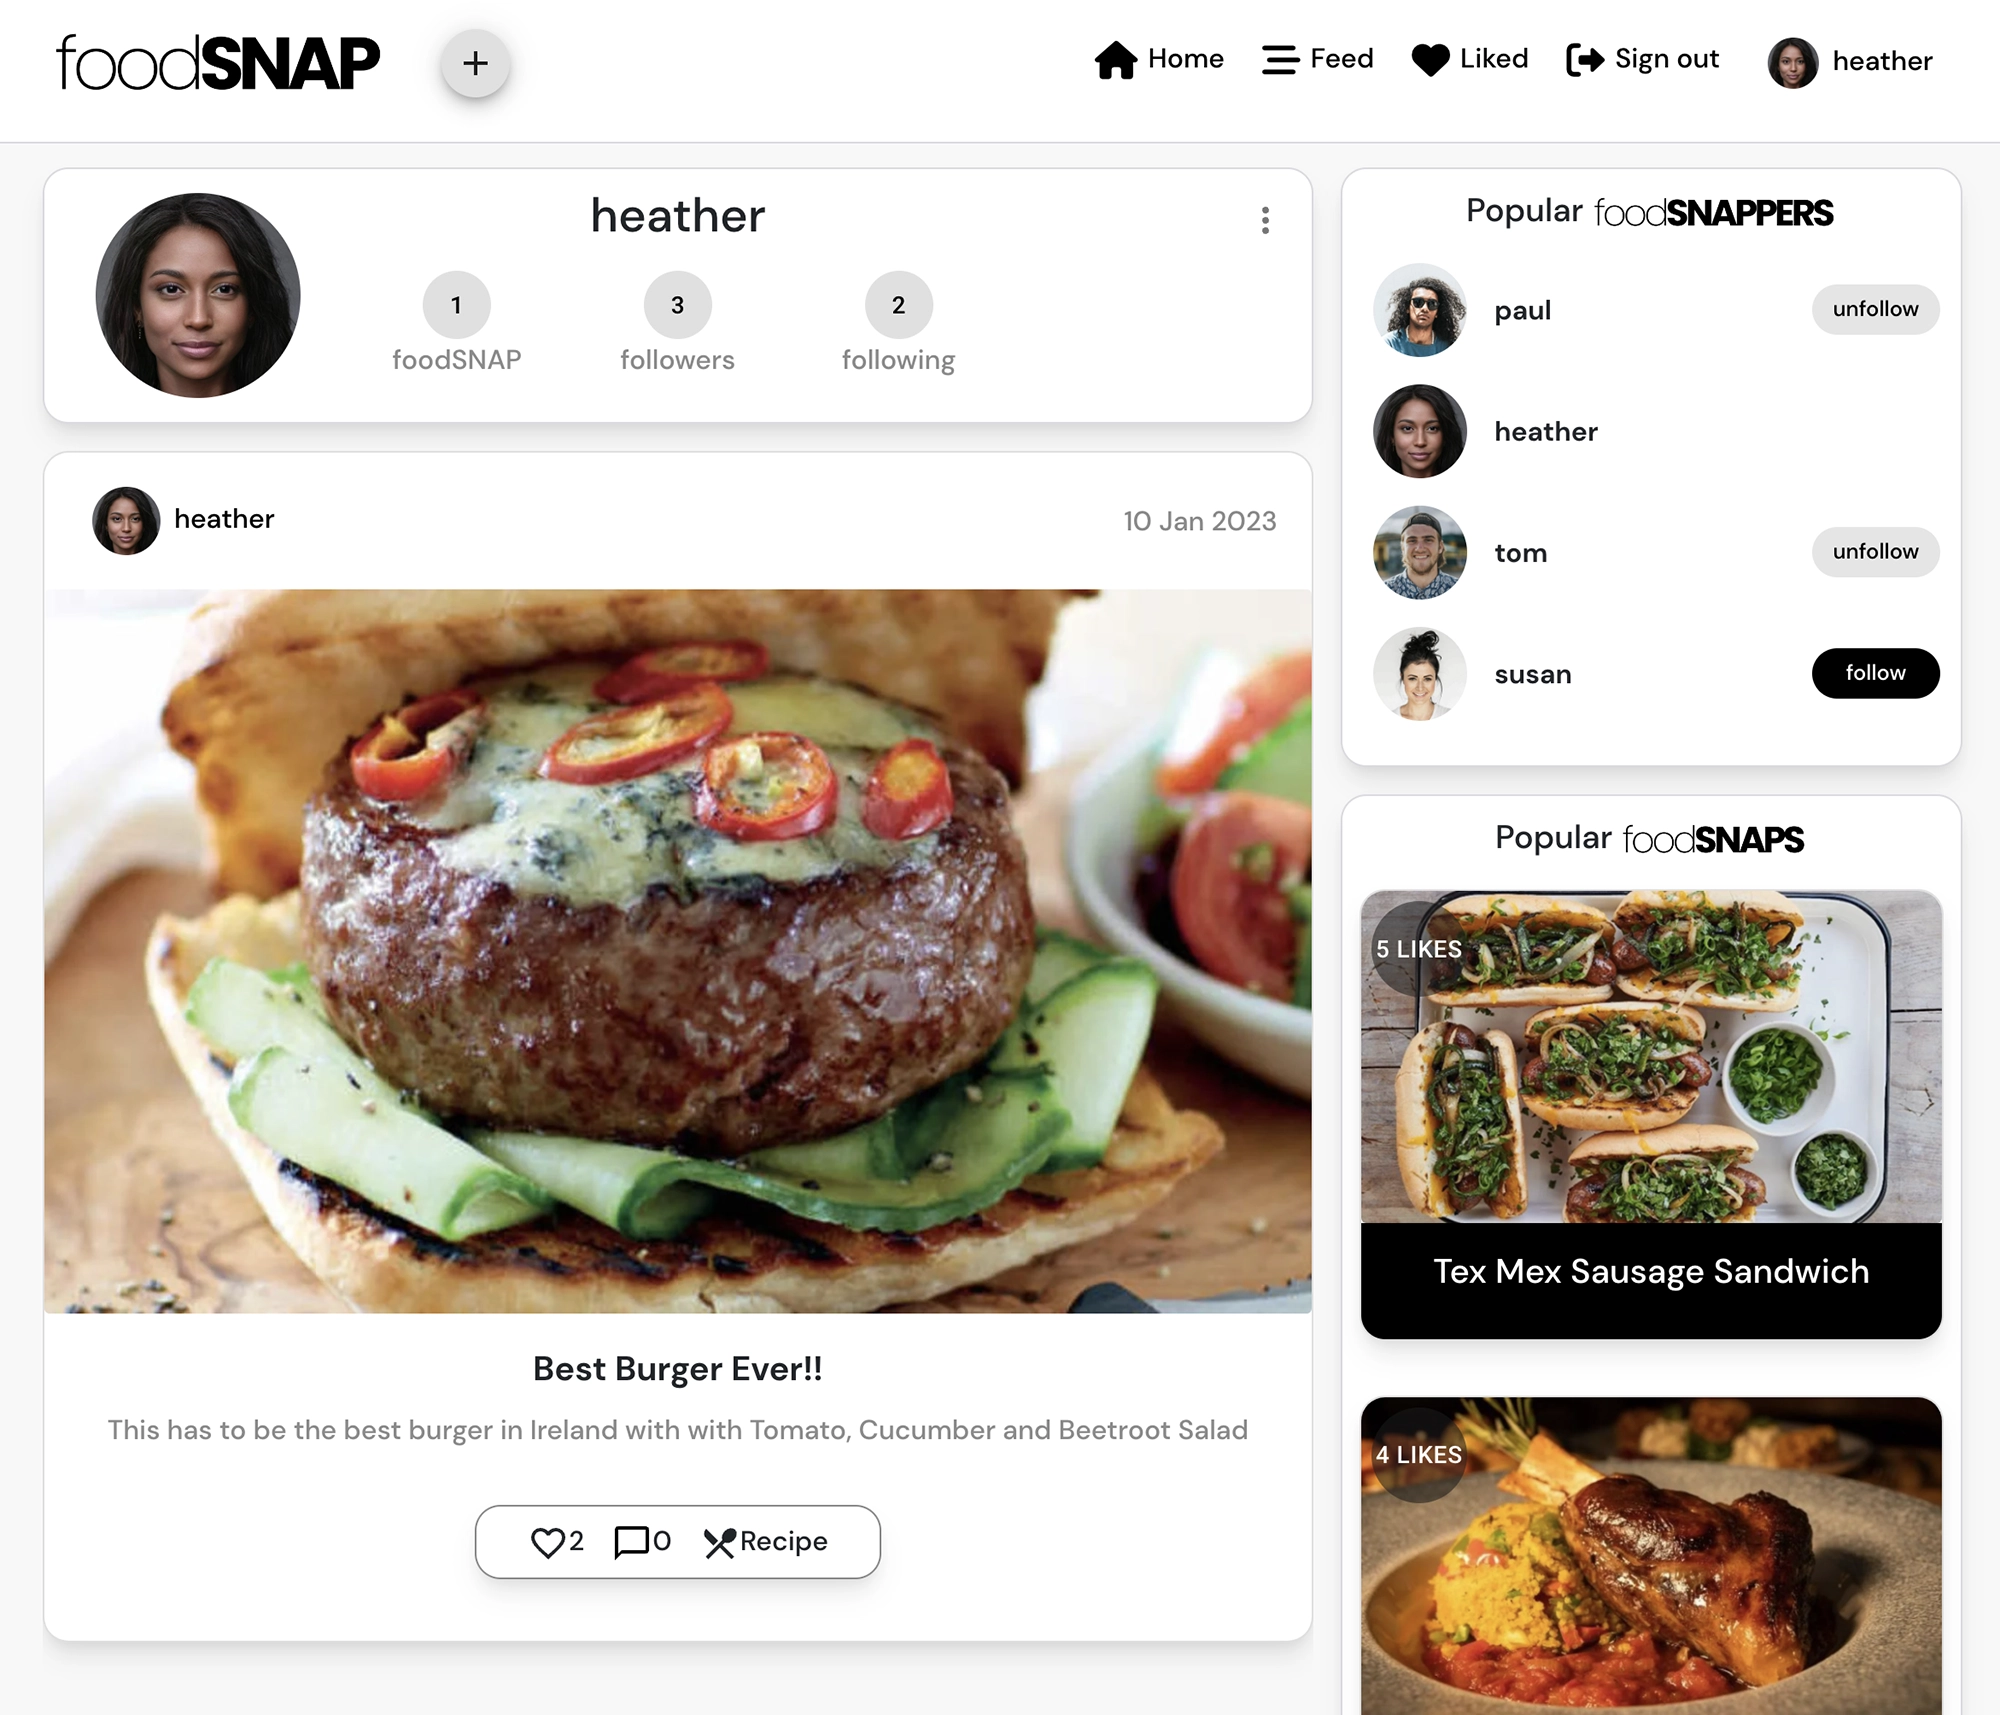 foodSNAP
+
Home
Feed
Liked
Sign out
heather
heather
1
3
2
foodSNAP
followers
following
heather
10 Jan 2023
Best Burger Ever!!
This has to be the best burger in Ireland with with Tomato, Cucumber and Beetroot Salad
2
0
Recipe
Popular foodSNAPPERS
paul
unfollow
heather
tom
unfollow
susan
follow
Popular foodSNAPS
5 LIKES
Tex Mex Sausage Sandwich
4 LIKES